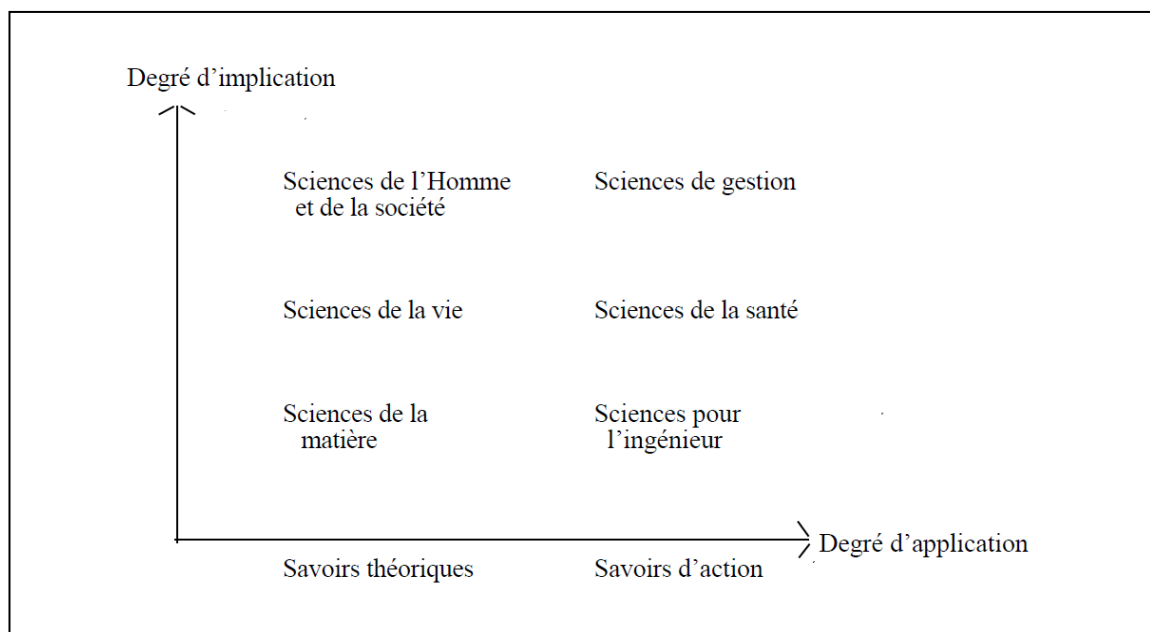 Degré d’implication
Sciences de l’Homme
et de la société
Sciences de gestion
Sciences de la vie
Sciences de la santé
Sciences de la
matière
Sciences pour
l’ingénieur
Degré d’application
Savoirs théoriques
Savoirs d’action